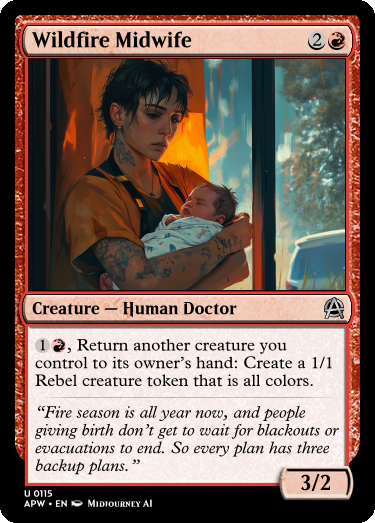 Wildfire Midwife 2
Creature — Human Doctor
1, Return another creature you
control to its owner's hand: Create a 1/1
Rebel creature token that is all colors.
“Fire season is all year now, and people
giving birth don't get to wait for blackouts or
evacuations to end. So every plan has three
backup plans.”
3/2
U 0115
APW • EN Midjourney AI